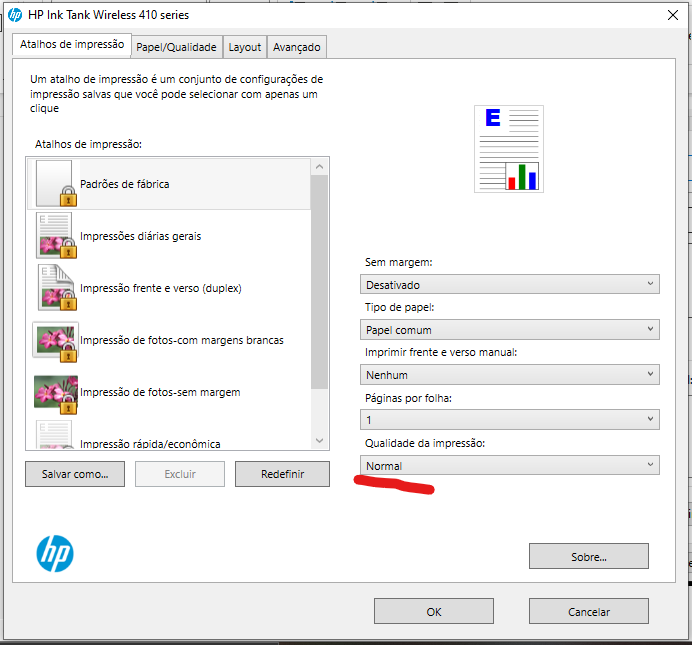 HP Ink Tank Wireless 410 series
Atalhos de impressão
Papel/Qualidade
Layout
Avançado
Um atalho de impressão é um conjunto de configurações de
impressão salvas que você pode selecionar com apenas um
clique
Atalhos de impressão:
Padrões de fábrica
Impressões diárias gerais
Impressão frente e verso (duplex)
Impressão de fotos-com margens brancas
Impressão de fotos-sem margem
Impressão rápida/econômica
Salvar como...
Excluir
Redefinir
E
Sem margem:
Desativado
Tipo de papel:
Papel comum
Imprimir frente e verso manual:
Nenhum
Páginas por folha:
1
Qualidade da impressão:
Normal
hp
Sobre...
OK
Cancelar